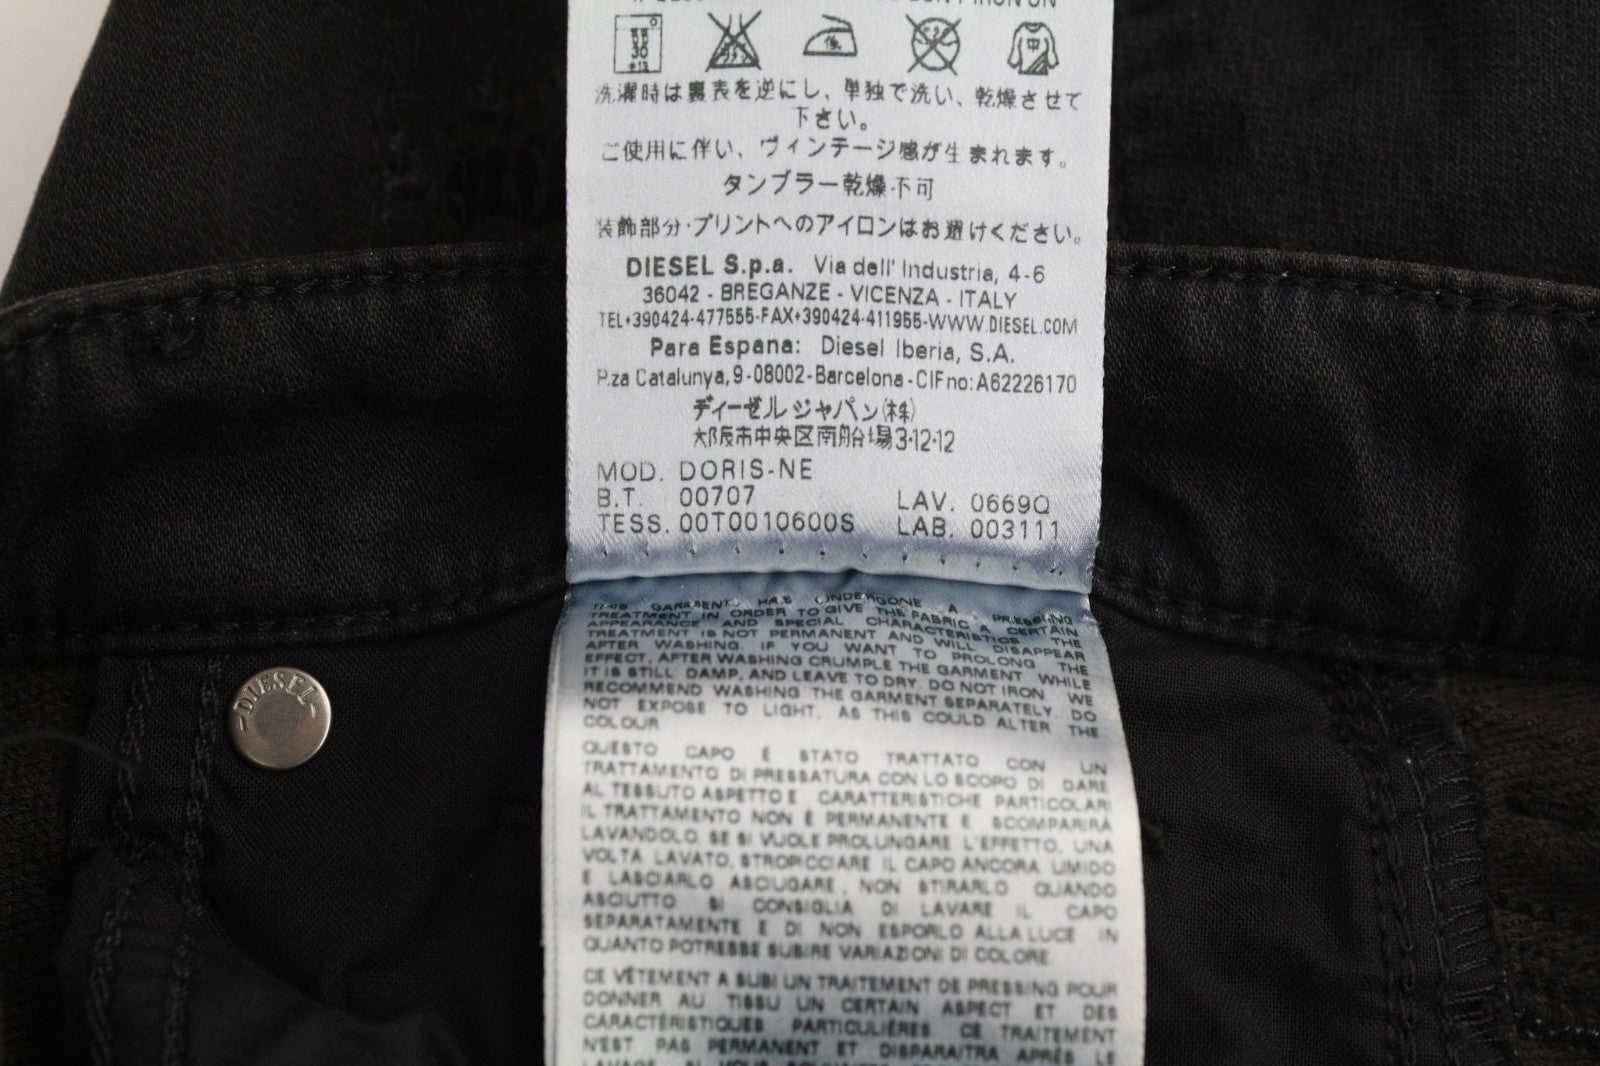 DON'T IRON ON
30
洗濯時は裏表を逆にし、単独で洗い、乾燥させて
下さい。
ご使用に伴い、ヴィンテージ感が生まれます。
タンブラー乾燥不可
装飾部分・プリントへのアイロンはお避けください。
DIESEL S.p.a. Via dell' Industria, 4-6
36042 - BREGANZE - VICENZA - ITALY
TEL+390424-477555-FAX+390424-411955-WWW.DIESEL.COM
Para Espana: Diesel Iberia, S.A.
P.za Catalunya, 9-08002-Barcelona-CIFno:A62226170
ディーゼルジャパン(株)
大阪市中央区南船場3-12-12
MOD. DORIS-NE
B.T. 00707 LAV. 0669Q
TESS. 00T0010600S LAB. 003111
THIS GARMENT HAS UNDERGONE A PRESSING
TREATMENT IN ORDER TO GIVE THE FABRIC A CERTAIN
APPEARANCE AND SPECIAL CHARACTERISTICS THE
TREATMENT IS NOT PERMANENT AND WILL DISAPPEAR
AFTER WASHING. IF YOU WANT TO PROLONG THE
EFFECT, AFTER WASHING CRUMPLE THE GARMENT WHILE
IT IS STILL DAMP, AND LEAVE TO DRY. DO NOT IRON. WE
RECOMMEND WASHING THE GARMENT SEPARATELY DO
NOT EXPOSE TO LIGHT, AS THIS COULD ALTER THE
COLOUR
QUESTO CAPO È STATO TRATTATO CON UN
TRATTAMENTO DI PRESSATURA CON LO SCOPO DI DARE
AL TESSUTO ASPETTO E CARATTERISTICHE PARTICOLARI
IL TRATTAMENTO NON È PERMANENTE E SCOMPARIRÀ
LAVANDOLO. SE SI VUOLE PROLUNGARE L'EFFETTO, UNA
VOLTA LAVATO, STROPICCIARE IL CAPO ANCORA UMIDO
E LASCIARLO ASCIUGARE, NON STIRARLO QUANDO
ASCIUTTO SI CONSIGLIA DI LAVARE IL CAPO
SEPARATAMENTE E DI NON ESPORLO ALLA LUCE IN
QUANTO POTREBBE SUBIRE VARIAZIONI DI COLORE.
CE VÊTEMENT A SUBI UN TRAITEMENT DE PRESSING POUR
DONNER AU TISSU UN CERTAIN ASPECT ET DES
CARACTÉRISTIQUES PARTICULIÈRES CE TRAITEMENT
N'EST PAS PERMANENT ET DISPARAITRA APRÈS LE
LAVAGE
DIESEL